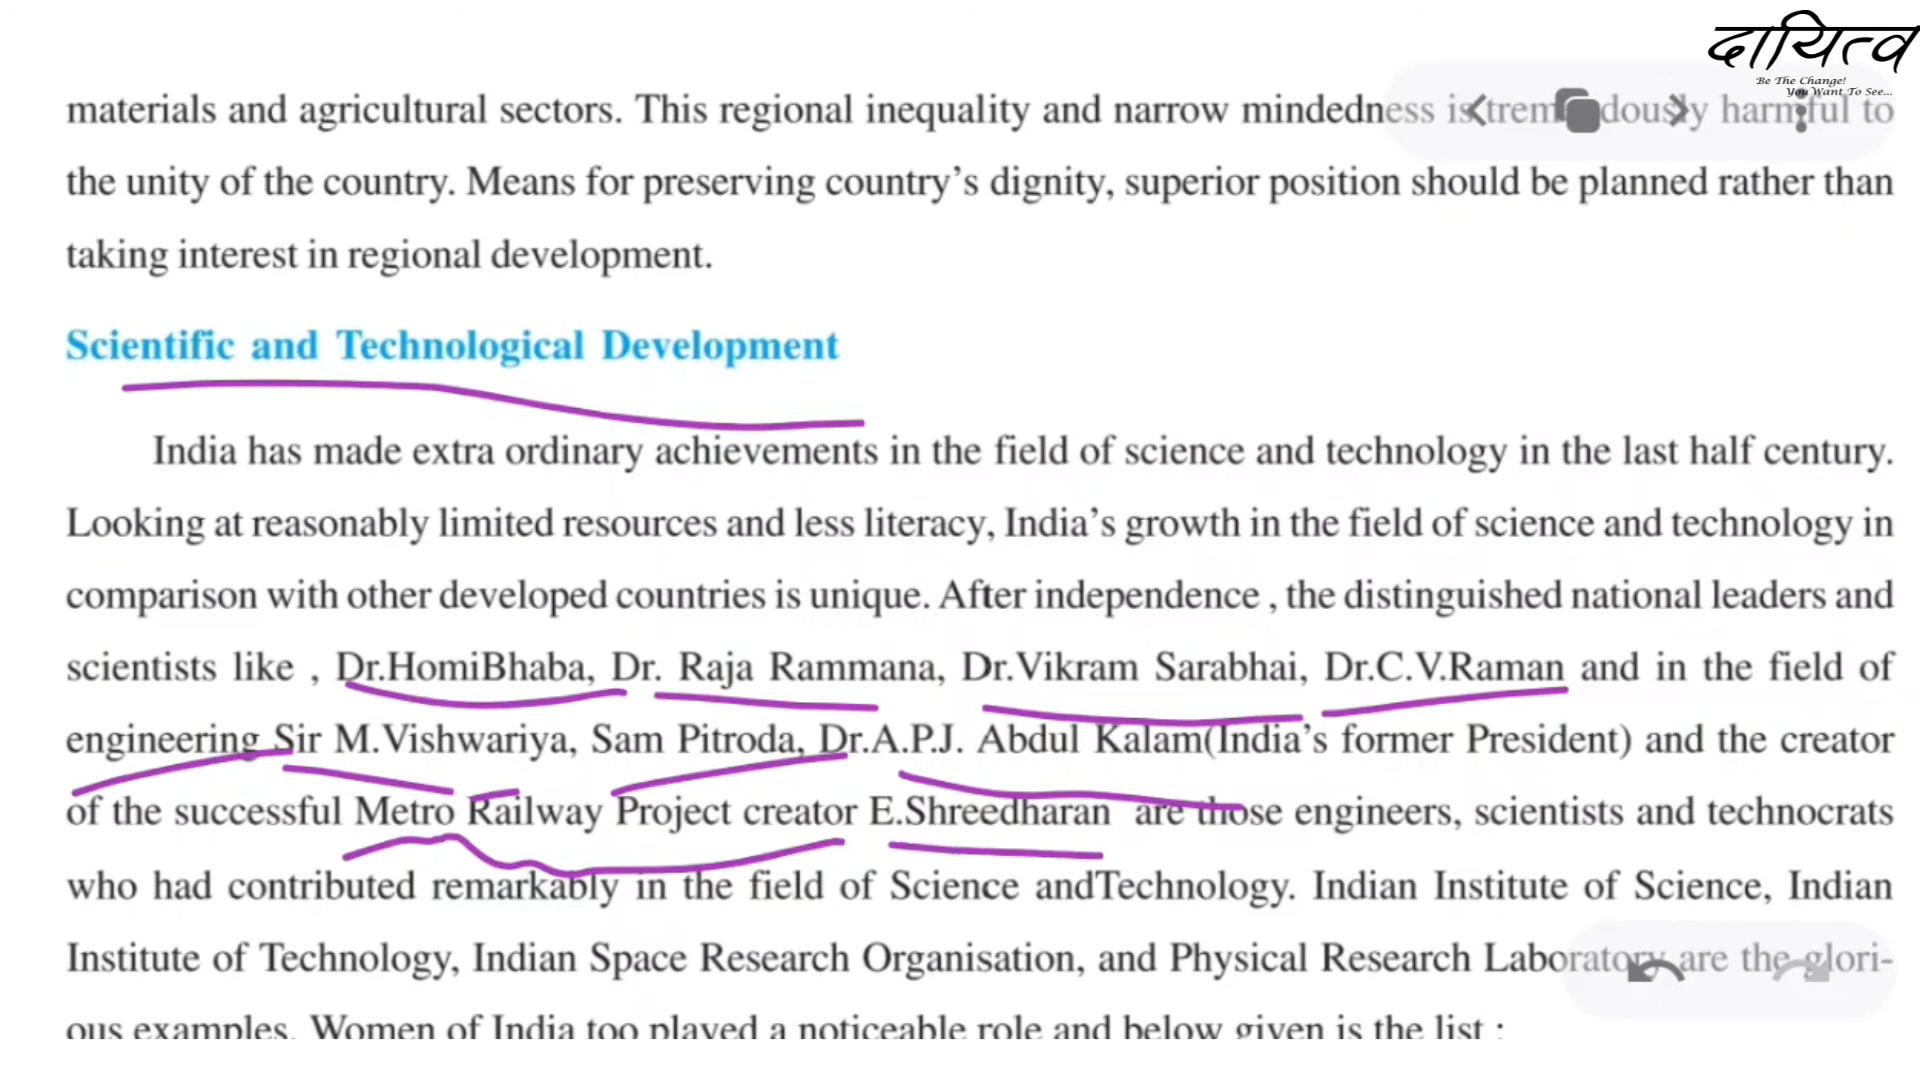 दायित्व
Be The Change!
You Want To See...
materials and agricultural sectors. This regional inequality and narrow mindedness is tremendously harmful to
the unity of the country. Means for preserving country’s dignity, superior position should be planned rather than
taking interest in regional development.
Scientific and Technological Development
India has made extra ordinary achievements in the field of science and technology in the last half century.
Looking at reasonably limited resources and less literacy, India’s growth in the field of science and technology in
comparison with other developed countries is unique. After independence , the distinguished national leaders and
scientists like , Dr.HomiBhaba, Dr. Raja Rammana, Dr.Vikram Sarabhai, Dr.C.V.Raman and in the field of
engineering Sir M.Vishwariya, Sam Pitroda, Dr.A.P.J. Abdul Kalam(India’s former President) and the creator
of the successful Metro Railway Project creator E.Shreedharan are those engineers, scientists and technocrats
who had contributed remarkably in the field of Science andTechnology. Indian Institute of Science, Indian
Institute of Technology, Indian Space Research Organisation, and Physical Research Laboratory are the glori-
ous examples. Women of India too played a noticeable role and below given is the list :